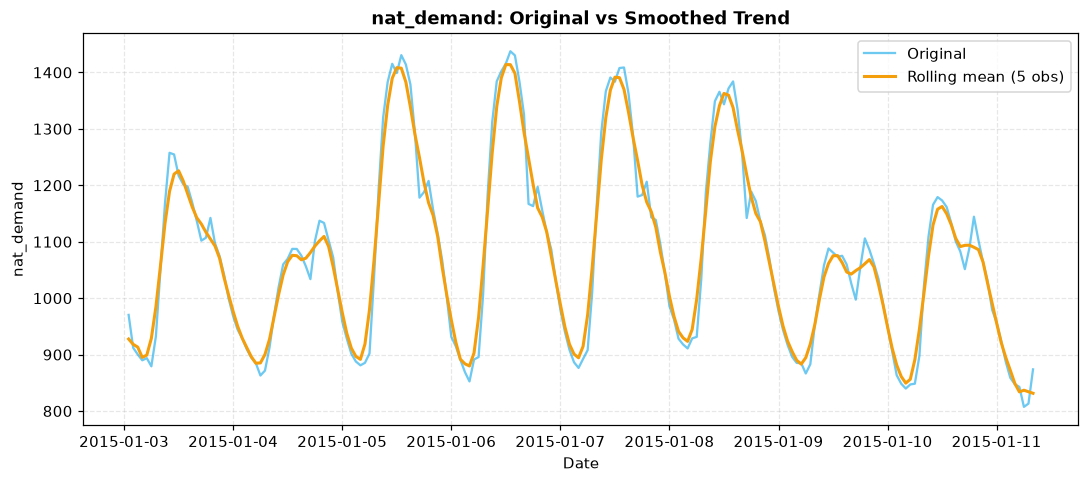 nat_demand: Original vs Smoothed Trend
Original
Rolling mean (5 obs)
nat_demand
1400
1300
1200
1100
1000
900
800
2015-01-03 2015-01-04 2015-01-05 2015-01-06 2015-01-07 2015-01-08 2015-01-09 2015-01-10 2015-01-11
Date